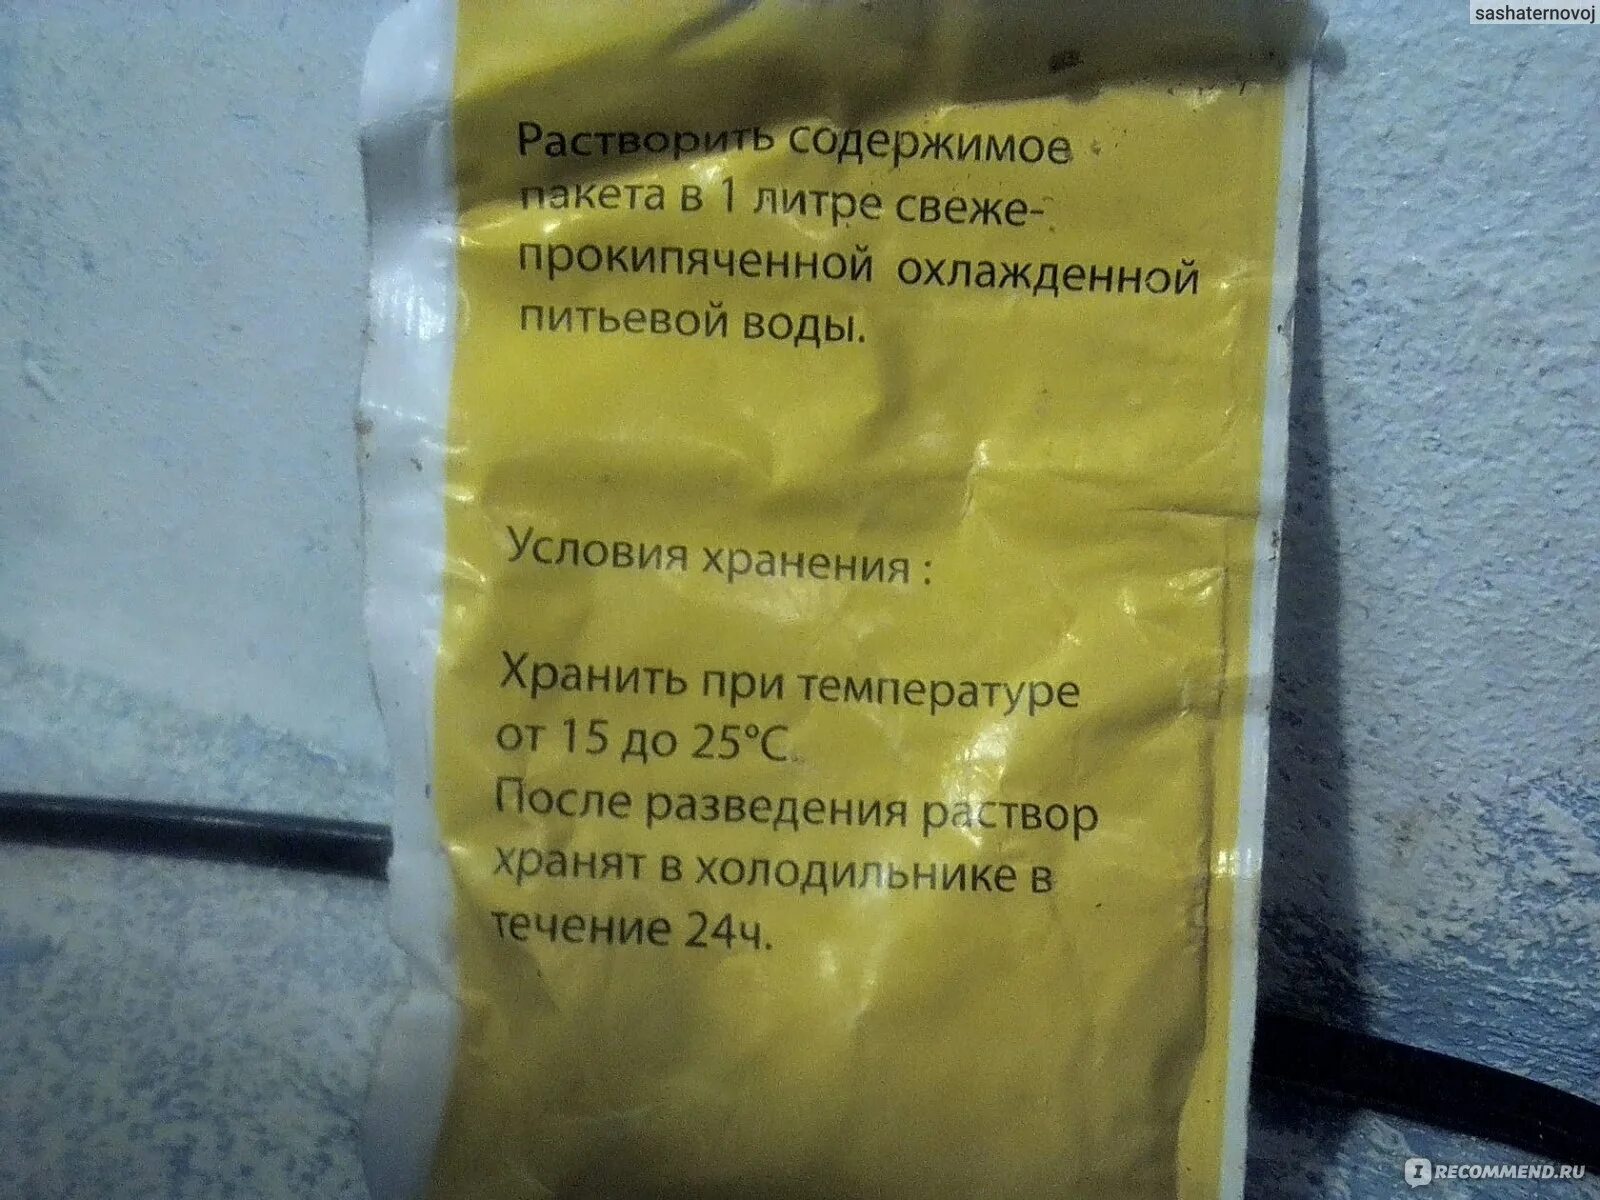 sashaternovoj
Растворить содержимое
пакета в 1 литре свеже-
прокипяченной охлажденной
питьевой воды.
Условия хранения :
Хранить при температуре
от 15 до 25°С.
После разведения раствор
хранят в холодильнике в
течение 24ч.
RECOMMEND.RU